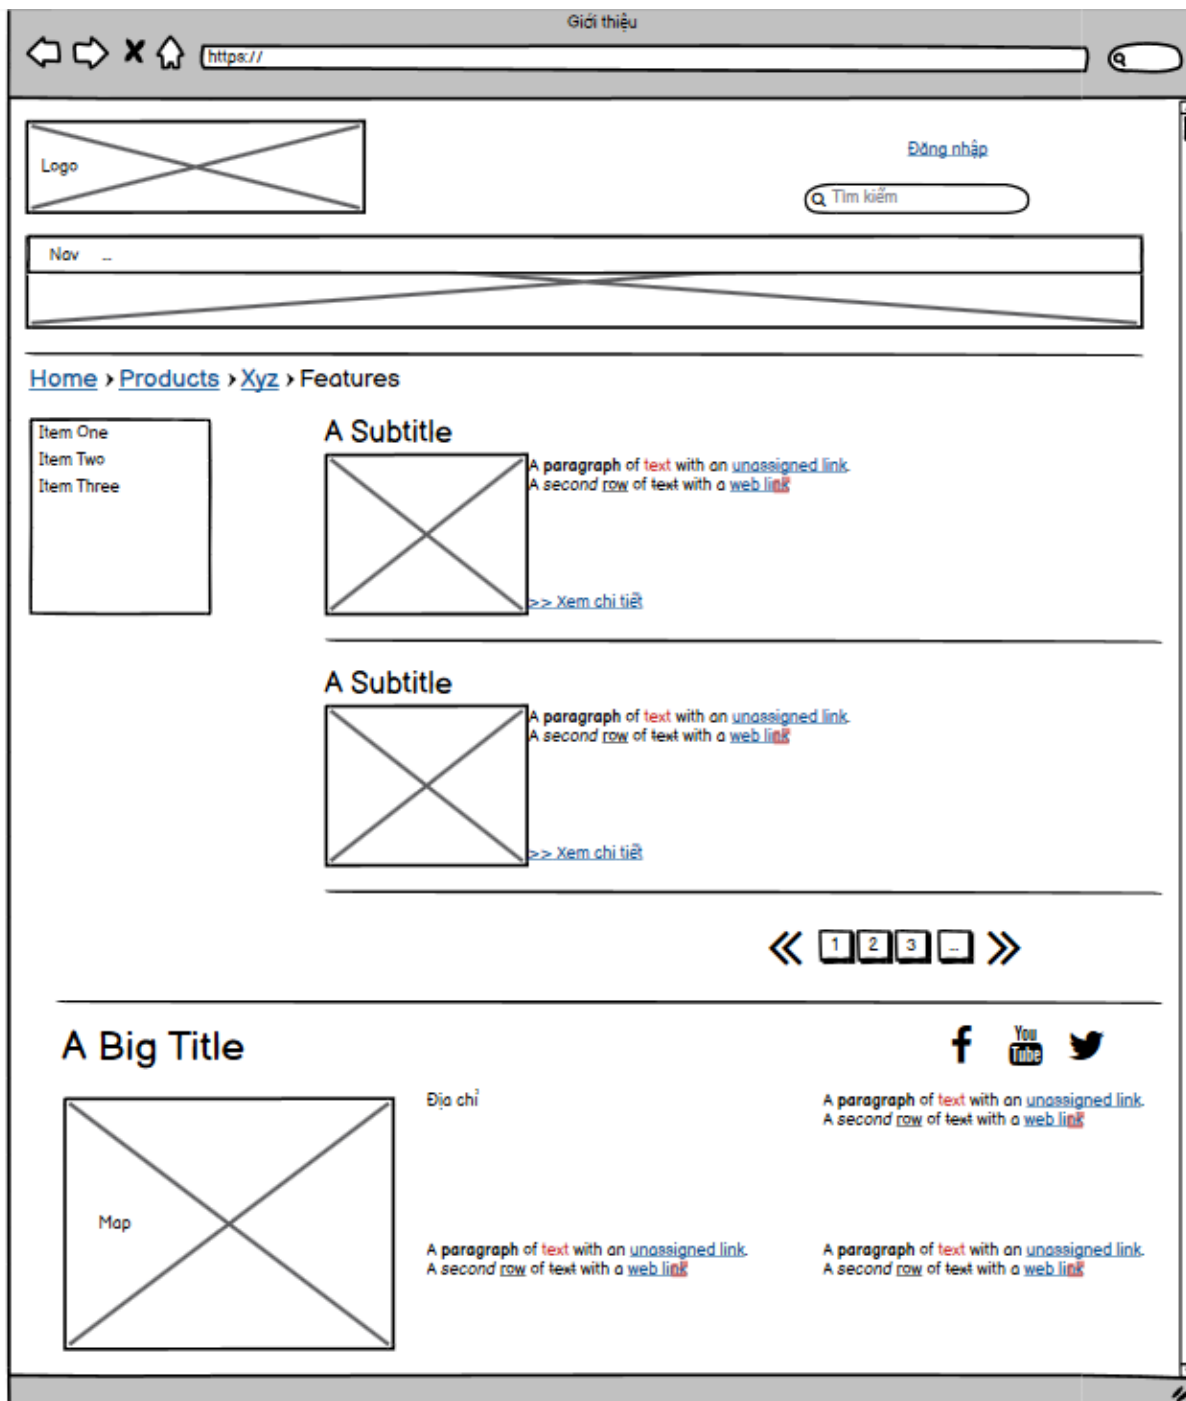 Giới thiệu
https://
Logo
Đăng nhập
Tìm kiếm
Nav ...
Home › Products › Xyz › Features
Item One
Item Two
Item Three
A Subtitle
A paragraph of text with an unassigned link.
A second row of text with a web link
>> Xem chi tiết
A Subtitle
A paragraph of text with an unassigned link.
A second row of text with a web link
>> Xem chi tiết
1 2 3 ...
A Big Title
You
Tube
Map
Địa chỉ
A paragraph of text with an unassigned link.
A second row of text with a web link
A paragraph of text with an unassigned link.
A second row of text with a web link
A paragraph of text with an unassigned link.
A second row of text with a web link